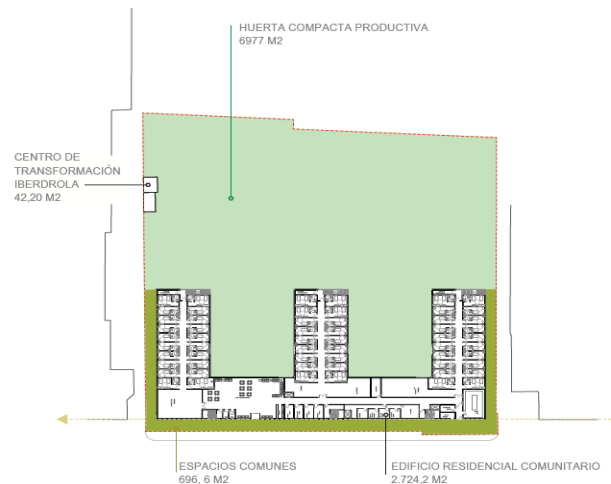 HUERTA COMPACTA PRODUCTIVA
6977 M2
CENTRO DE
TRANSFORMACIÓN
IBERDROLA
42,20 M2
ESPACIOS COMUNES
696, 6 M2
EDIFICIO RESIDENCIAL COMUNITARIO
2.724,2 M2